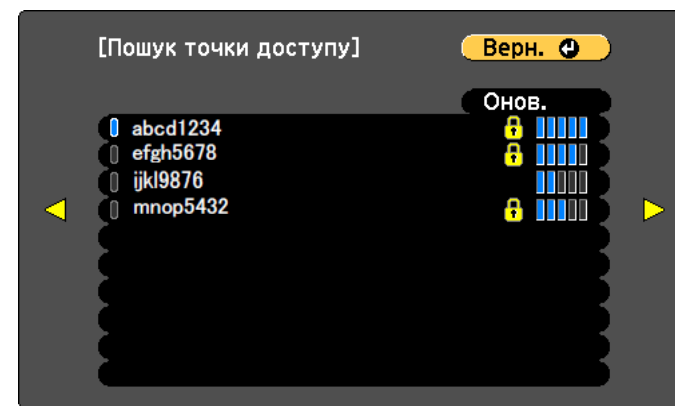 [Пошук точки доступу]
Верн.
Онов.
abcd1234
efgh5678
ijkl9876
mnop5432